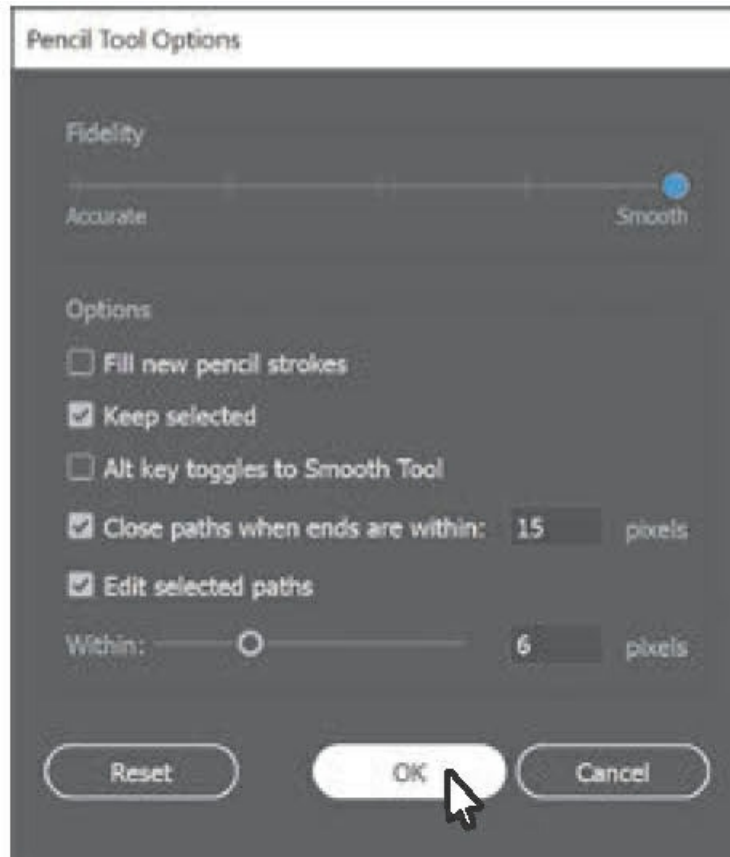 Pencil Tool Options
Fidelity
Accurate Smooth
Options
Fill new pencil strokes
Keep selected
Alt key toggles to Smooth Tool
Close paths when ends are within: 15 pixels
Edit selected paths
Within: 6 pixels
Reset OK Cancel